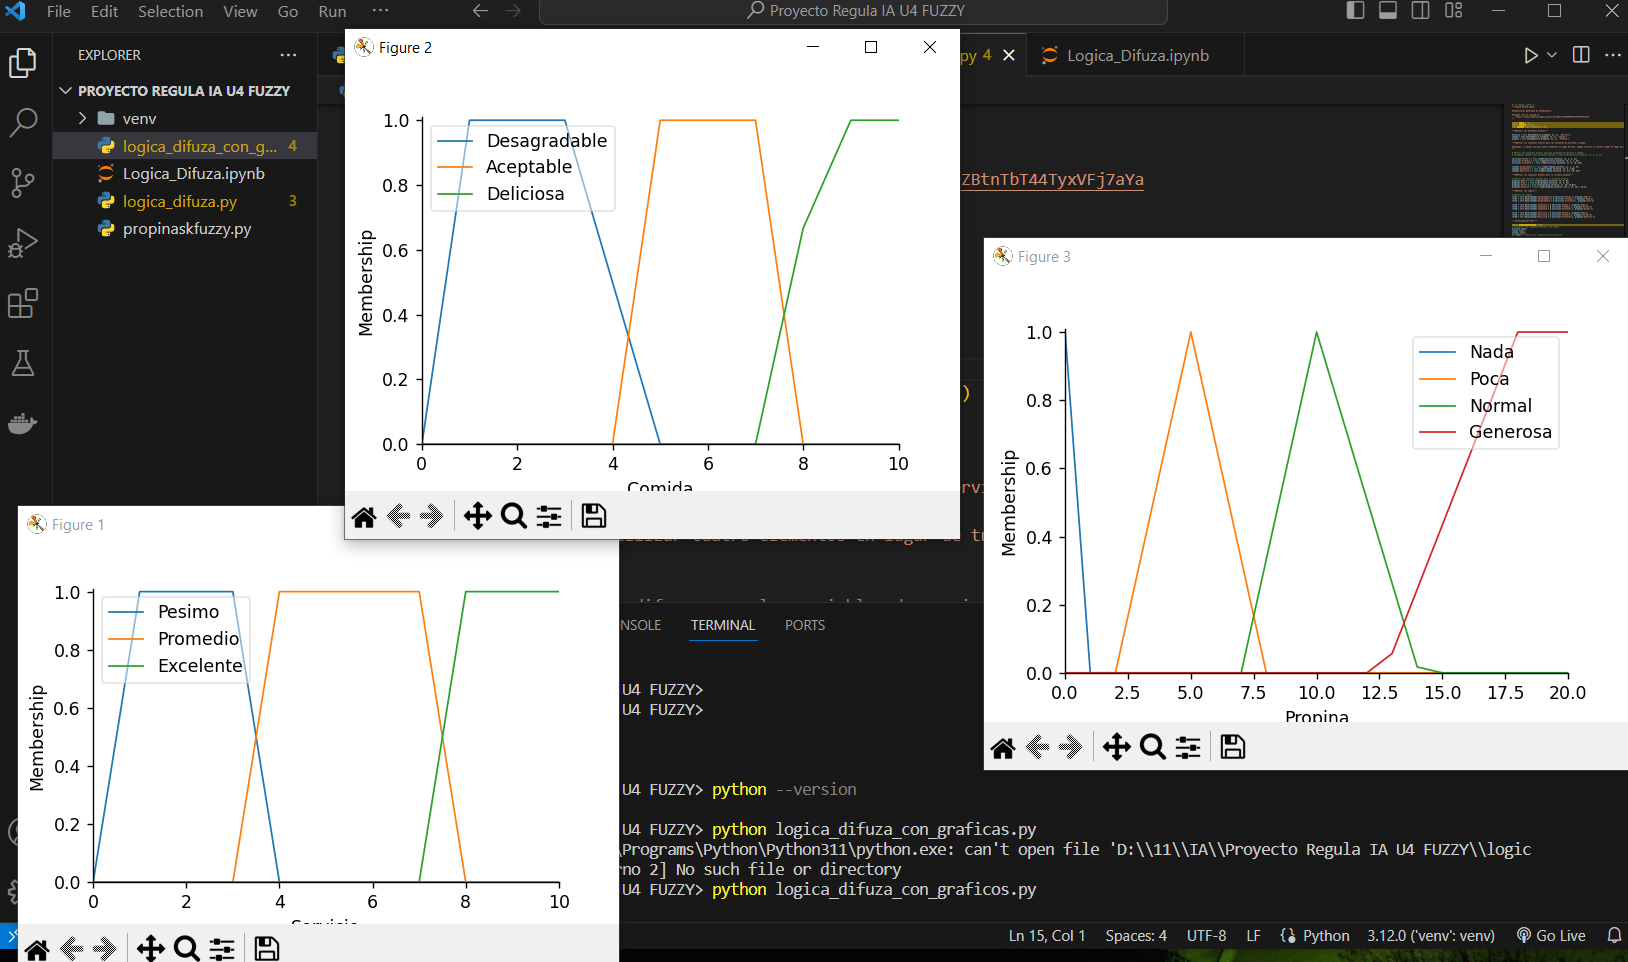 File Edit Selection View Go Run ···
Proyecto Regula IA U4 FUZZY
EXPLORER
PROYECTO REGULA IA U4 FUZZY
venv
logica_difuza_con_g... 4
Logica_Difuza.ipynb
logica_difuza.py 3
propinaskfuzzy.py
py 4
Logica_Difuza.ipynb
ZBtnTbT44TyxVFj7aYa
)
Figure 2
1.0
0.8
0.6
0.4
0.2
0.0
Membership
Desagradable
Aceptable
Deliciosa
0 2 4 6 8 10
Comida
Figure 3
1.0
0.8
0.6
0.4
0.2
0.0
Membership
Nada
Poca
Normal
Generosa
0.0 2.5 5.0 7.5 10.0 12.5 15.0 17.5 20.0
Propina
Figure 1
1.0
0.8
0.6
0.4
0.2
0.0
Membership
Pesimo
Promedio
Excelente
0 2 4 6 8 10
Servicio
NSOLE TERMINAL PORTS
U4 FUZZY>
U4 FUZZY>
U4 FUZZY> python --version
U4 FUZZY> python logica_difuza_con_graficas.py
\Programs\Python\Python311\python.exe: can't open file 'D:\\11\\IA\\Proyecto Regula IA U4 FUZZY\\logic
rno 2] No such file or directory
U4 FUZZY> python logica_difuza_con_graficos.py
Ln 15, Col 1 Spaces: 4 UTF-8 LF Python 3.12.0 ('venv': venv) Go Live